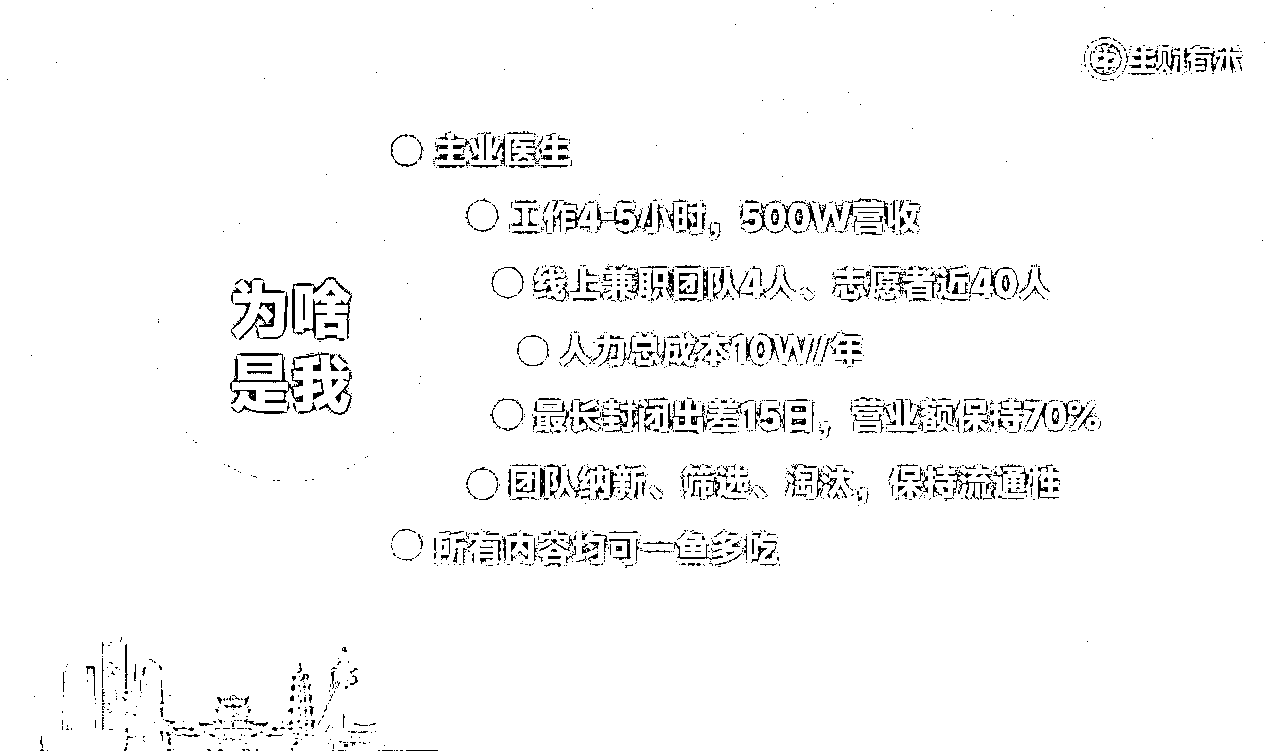 生财有术
为啥
是我
主业医生
工作4-5小时，500W营收
线上兼职团队4人、志愿者近40人
人力总成本10W//年
最长封闭出差15日，营业额保持70%
团队纳新、筛选、淘汰，保持流通性
所有内容均可一鱼多吃